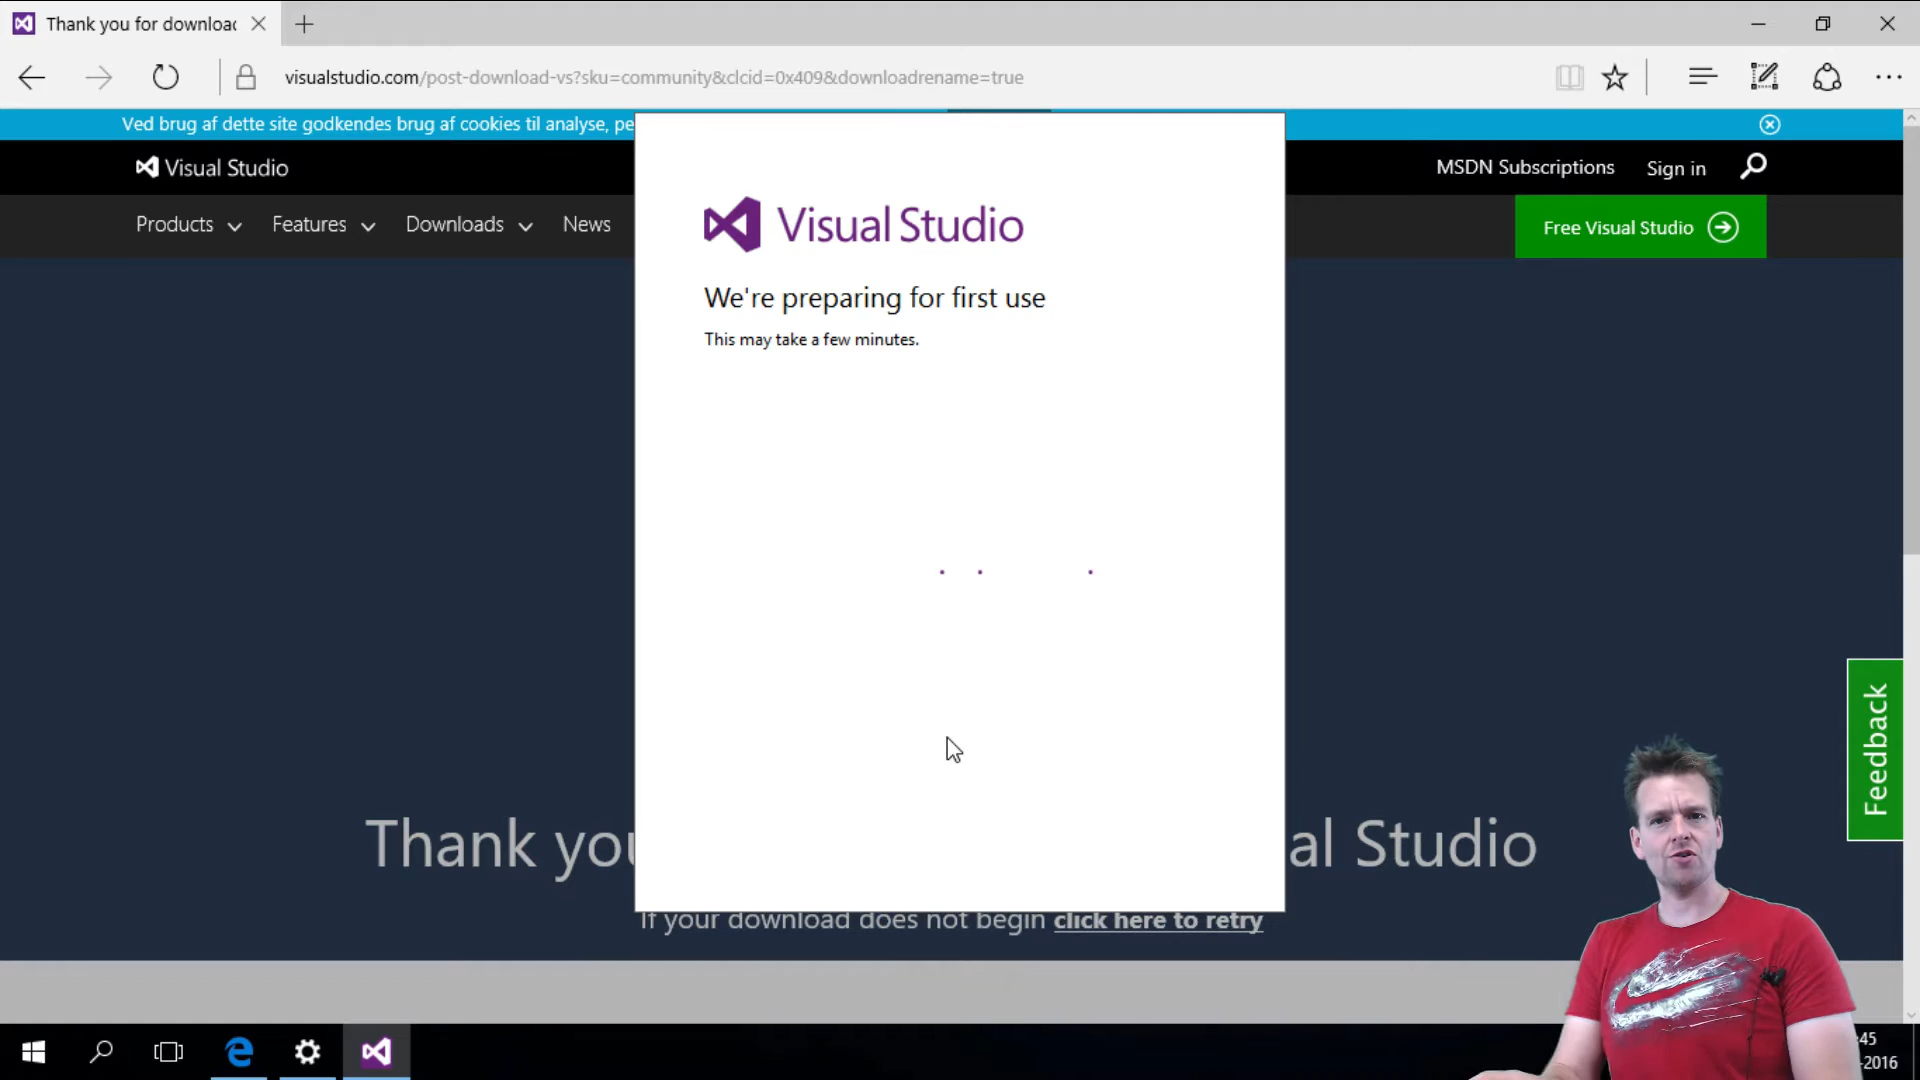 Thank you for downloa
visualstudio.com/post-download-vs?sku=community&clcid=0x409&downloadrename=true
Ved brug af dette site godkendes brug af cookies til analyse, pe
Visual Studio
MSDN Subscriptions
Sign in
Products
Features
Downloads
News
Free Visual Studio
Visual Studio
We're preparing for first use
This may take a few minutes.
Feedback
Thank you
al Studio
If your download does not begin click here to retry
:45
-2016